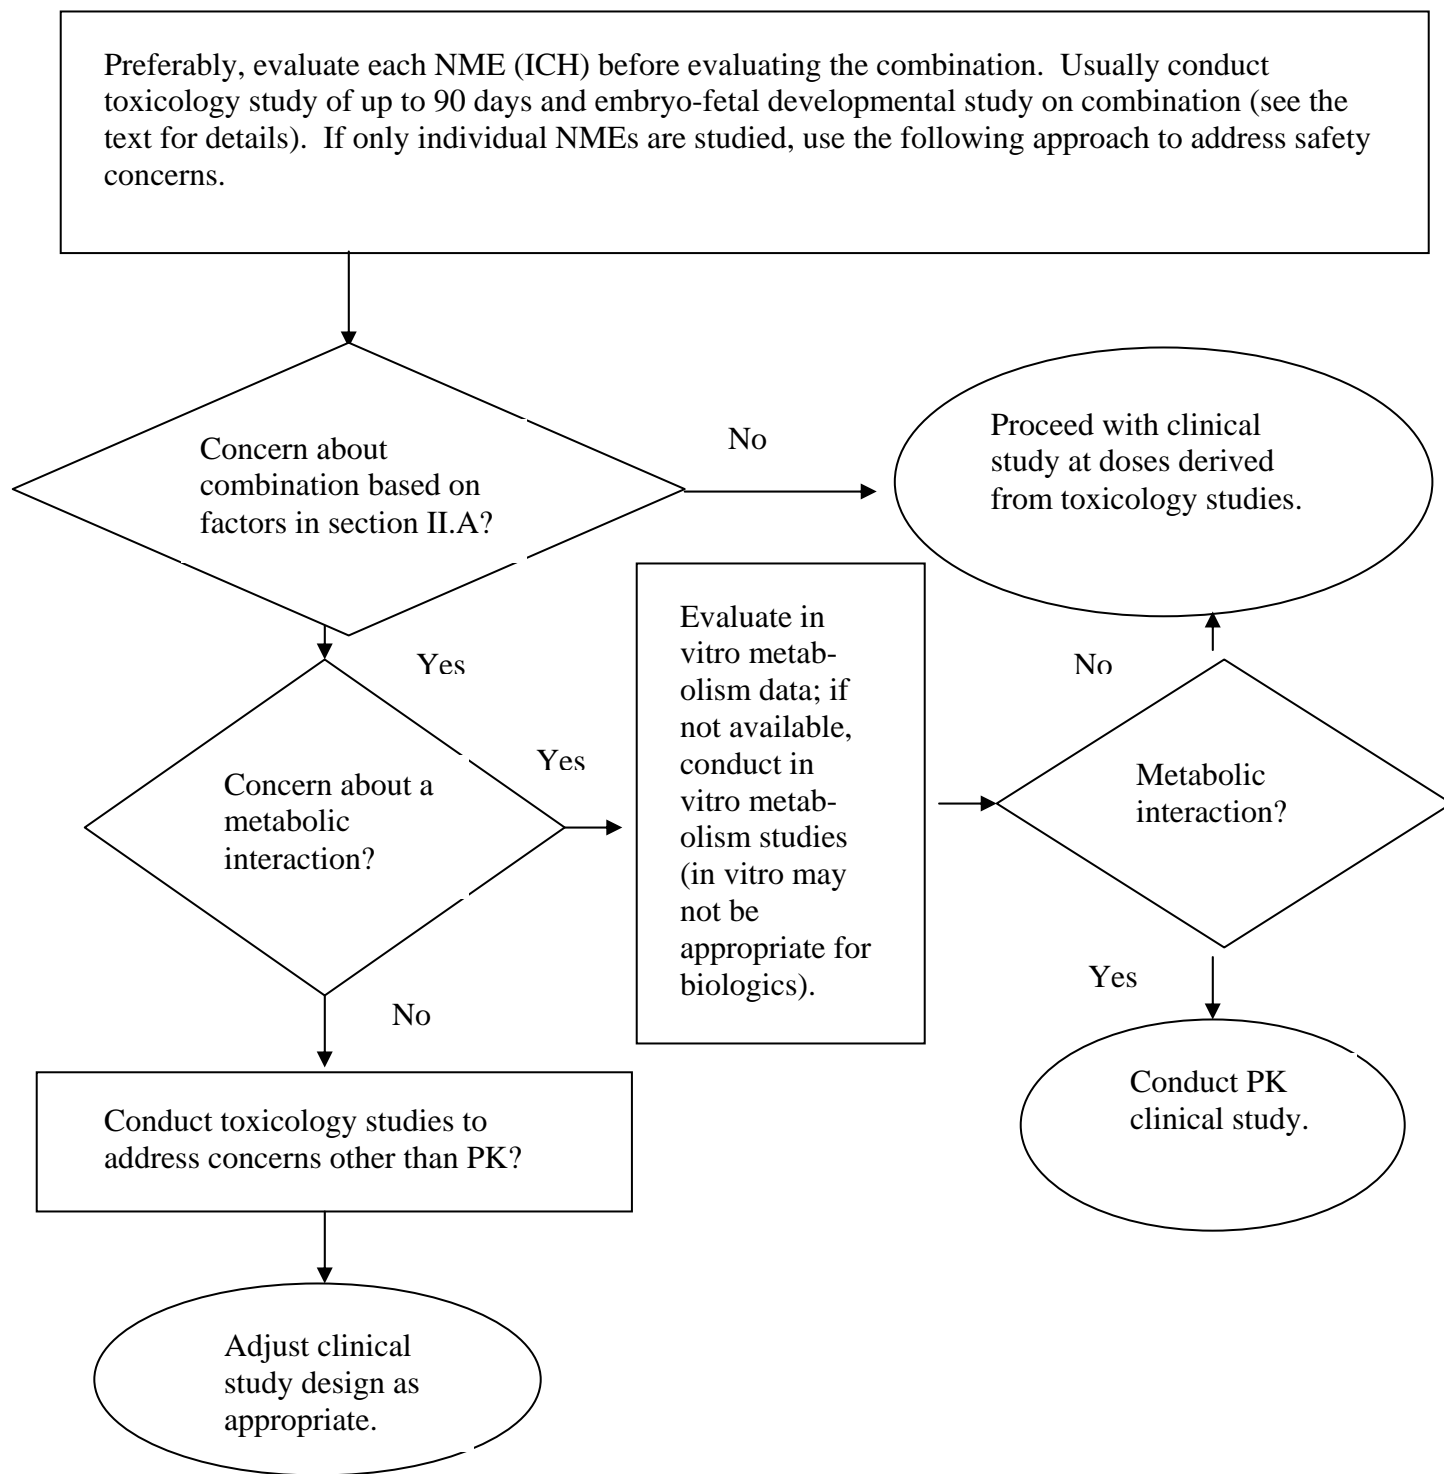 Preferably, evaluate each NME (ICH) before evaluating the combination.  Usually conduct
toxicology study of up to 90 days and embryo-fetal developmental study on combination (see the
text for details).  If only individual NMEs are studied, use the following approach to address safety
concerns.
Concern about
combination based on
factors in section II.A?
No
Proceed with clinical
study at doses derived
from toxicology studies.
Yes
Concern about a
metabolic
interaction?
Yes
Evaluate in
vitro metab-
olism data; if
not available,
conduct in
vitro metab-
olism studies
(in vitro may
not be
appropriate for
biologics).
No
Metabolic
interaction?
Yes
Conduct PK
clinical study.
No
Conduct toxicology studies to
address concerns other than PK?
Adjust clinical
study design as
appropriate.